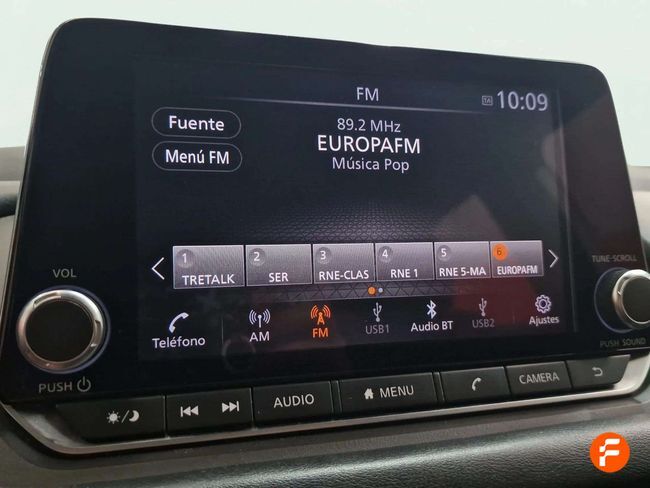 FM
TA 10:09
Fuente
89.2 MHz
EUROPAFM
Menú FM
Música Pop
1 TRETALK
2 SER
3 RNE-CLAS
4 RNE 1
5 RNE 5-MA
6 EUROPAFM
Teléfono
AM
FM
USB1
Audio BT
USB2
Ajustes
VOL
PUSH
TUNE-SCROLL
PUSH SOUND
AUDIO
MENU
CAMERA